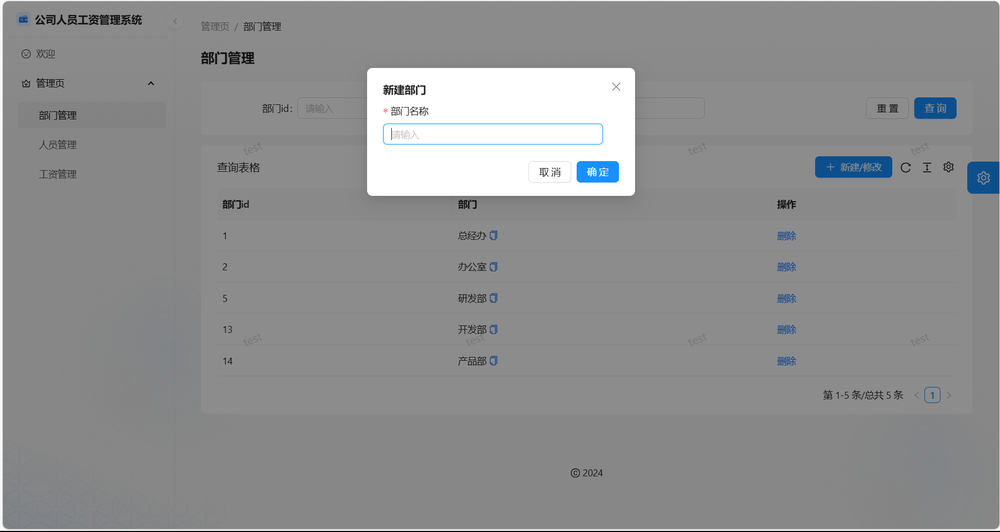 公司人员工资管理系统
欢迎
管理页
部门管理
人员管理
工资管理
管理页 / 部门管理
部门管理
部门id:
请输入
重 置
查 询
新建部门
* 部门名称
请输入
取 消
确 定
查询表格
+ 新建/修改
部门id
部门
操作
1
总经办
删除
2
办公室
删除
5
研发部
删除
13
开发部
删除
14
产品部
删除
test
test
test
test
test
test
test
第 1-5 条/总共 5 条
< 1 >
© 2024